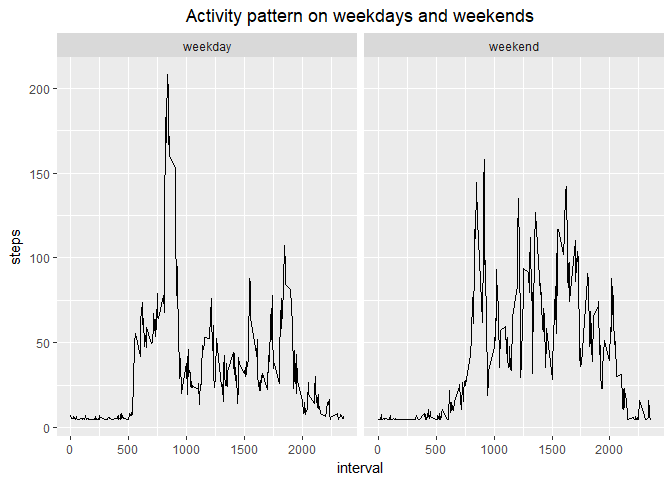 Activity pattern on weekdays and weekends
weekday weekend
200
150
100
50
0
steps
0 500 1000 1500 2000 0 500 1000 1500 2000
interval